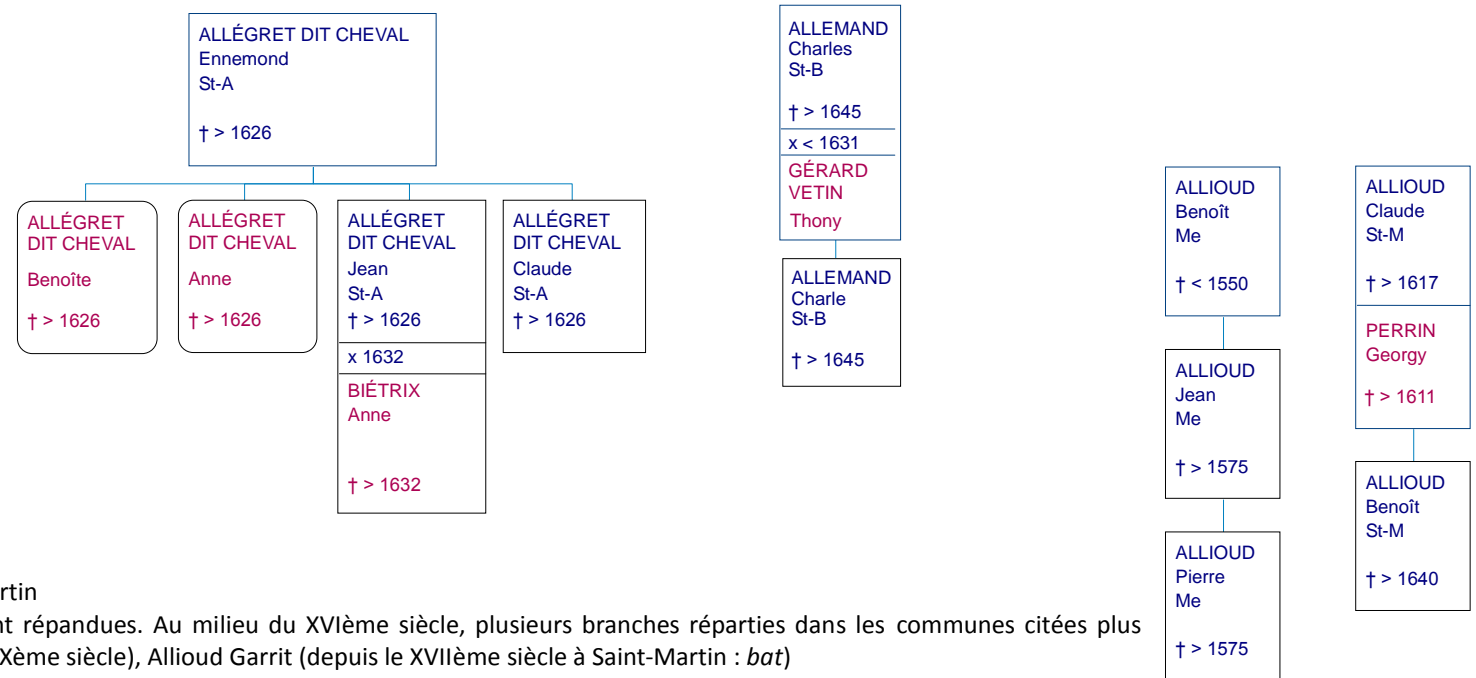 ALLÉGRET DIT CHEVAL
Ennemond
St-A
† > 1626
ALLÉGRET
DIT CHEVAL
Benoîte
† > 1626
ALLÉGRET
DIT CHEVAL
Anne
† > 1626
ALLÉGRET
DIT CHEVAL
Jean
St-A
† > 1626
x 1632
BIÉTRIX
Anne
† > 1632
ALLÉGRET
DIT CHEVAL
Claude
St-A
† > 1626
ALLEMAND
Charles
St-B
† > 1645
x < 1631
GÉRARD
VETIN
Thony
ALLEMAND
Charle
St-B
† > 1645
ALLIOUD
Benoît
Me
† < 1550
ALLIOUD
Jean
Me
† > 1575
ALLIOUD
Pierre
Me
† > 1575
ALLIOUD
Claude
St-M
† > 1617
PERRIN
Georgy
† > 1611
ALLIOUD
Benoît
St-M
† > 1640
rtin
nt répandues. Au milieu du XVIème siècle, plusieurs branches réparties dans les communes citées plus
Xème siècle), Allioud Garrit (depuis le XVIIème siècle à Saint-Martin : bat)